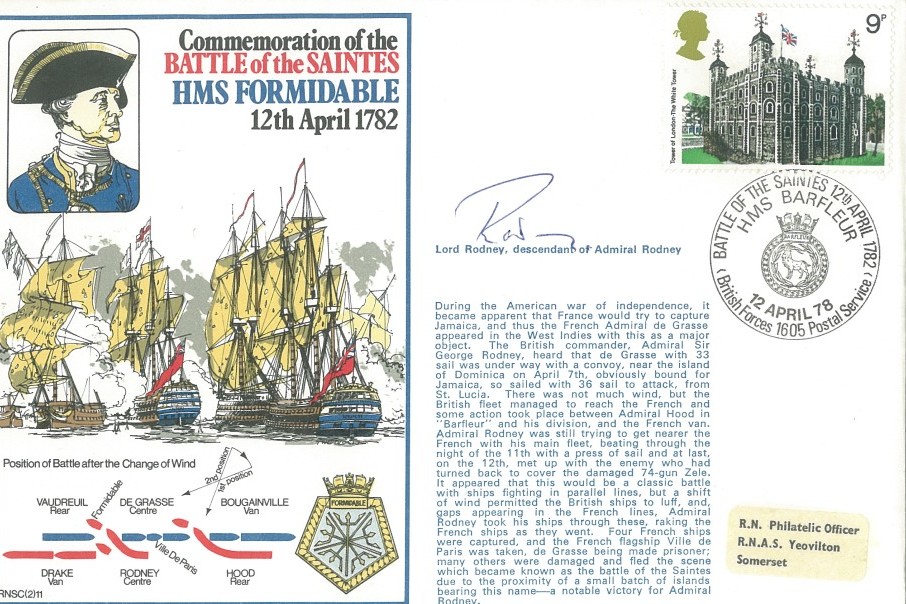 Commemoration of the
BATTLE of the SAINTES
HMS FORMIDABLE
12th April 1782
Position of Battle after the Change of Wind
2nd position
1st position
VAUDREUIL
Rear
Formidable
DE GRASSE
Centre
BOUGAINVILLE
Van
Ville De Paris
DRAKE
Van
RODNEY
Centre
HOOD
Rear
FORMIDABLE
RNSC(2)11
Tower of London-The White Tower
9P
BATTLE OF THE SAINTES 12th APRIL 1782
HMS BARFLEUR
BARFLEUR
12 APRIL 78
British Forces 1605 Postal Service
Rodney
Lord Rodney, descendant of Admiral Rodney
During the American war of independence, it
became apparent that France would try to capture
Jamaica, and thus the French Admiral de Grasse
appeared in the West Indies with this as a major
object. The British commander, Admiral Sir
George Rodney, heard that de Grasse with 33
sail was under way with a convoy, near the island
of Dominica on April 7th, obviously bound for
Jamaica, so sailed with 36 sail to attack, from
St. Lucia. There was not much wind, but the
British fleet managed to reach the French and
some action took place between Admiral Hood in
"Barfleur" and his division, and the French van.
Admiral Rodney was still trying to get nearer the
French with his main fleet, beating through the
night of the 11th with a press of sail and at last,
on the 12th, met up with the enemy who had
turned back to cover the damaged 74-gun Zele.
It appeared that this would be a classic battle
with ships fighting in parallel lines, but a shift
of wind permitted the British ships to luff, and,
gaps appearing in the French lines, Admiral
Rodney took his ships through these, raking the
French ships as they went. Four French ships
were captured, and the French flagship Ville de
Paris was taken, de Grasse being made prisoner;
many others were damaged and fled the scene
which became known as the battle of the Saintes
due to the proximity of a small batch of islands
bearing this name—a notable victory for Admiral
Rodney.
R.N. Philatelic Officer
R.N.A.S. Yeovilton
Somerset